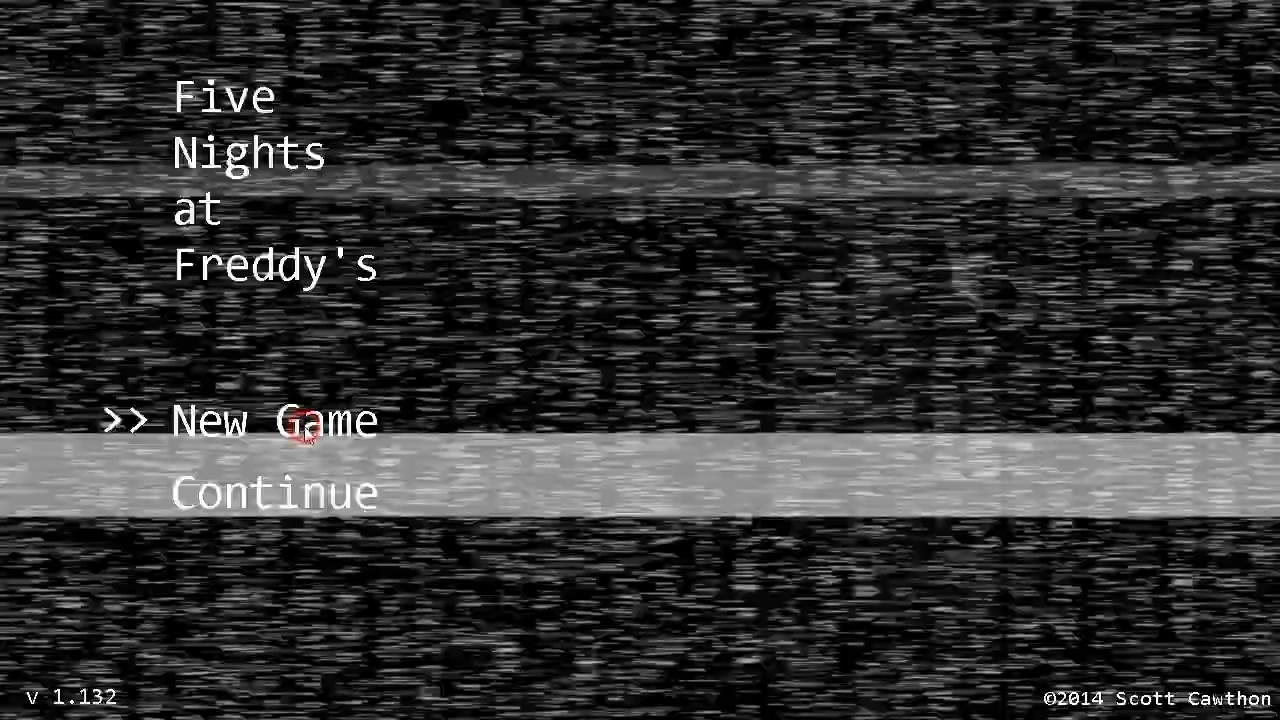 Five
Nights
at
Freddy's
>> New Game
Continue
v 1.132
©2014 Scott Cawthon